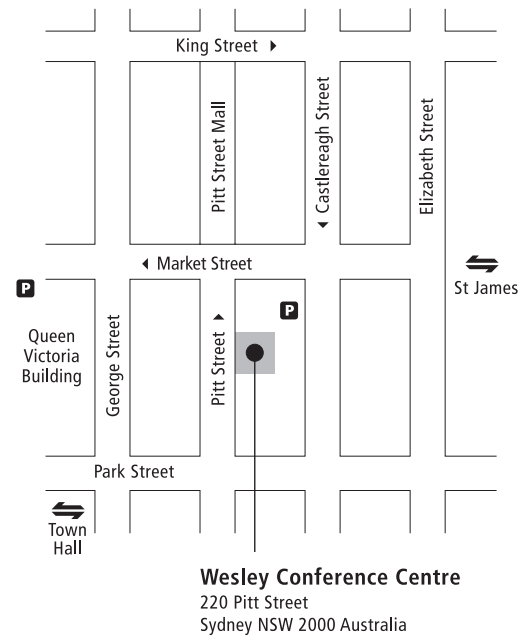 King Street
Pitt Street Mall
Castlereagh Street
Elizabeth Street
Market Street
P
St James
P
Queen
Victoria
Building
George Street
Pitt Street
Park Street
Town
Hall
Wesley Conference Centre
220 Pitt Street
Sydney NSW 2000 Australia